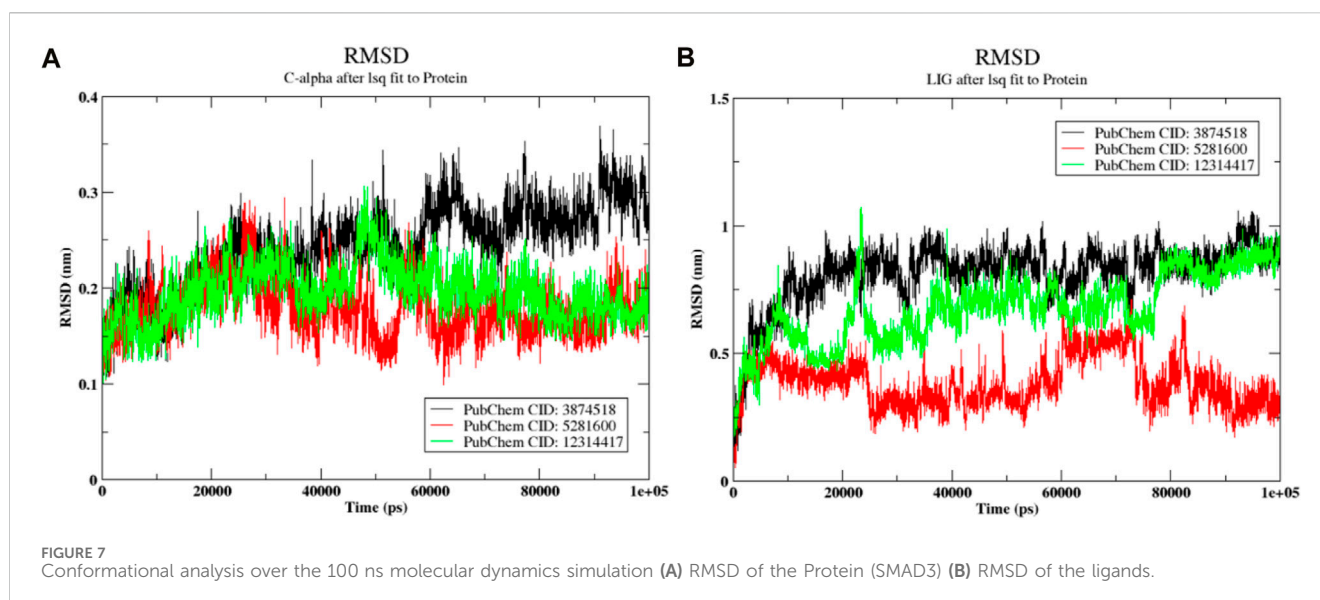 A
RMSD
C-alpha after lsq fit to Protein
RMSD (nm)
0.4
0.3
0.2
0.1
0
PubChem CID: 3874518
PubChem CID: 5281600
PubChem CID: 12314417
0 20000 40000 60000 80000 1e+05
Time (ps)
B
RMSD
LIG after lsq fit to Protein
RMSD (nm)
1.5
1
0.5
0
PubChem CID: 3874518
PubChem CID: 5281600
PubChem CID: 12314417
0 20000 40000 60000 80000 1e+05
Time (ps)
FIGURE 7
Conformational analysis over the 100 ns molecular dynamics simulation (A) RMSD of the Protein (SMAD3) (B) RMSD of the ligands.